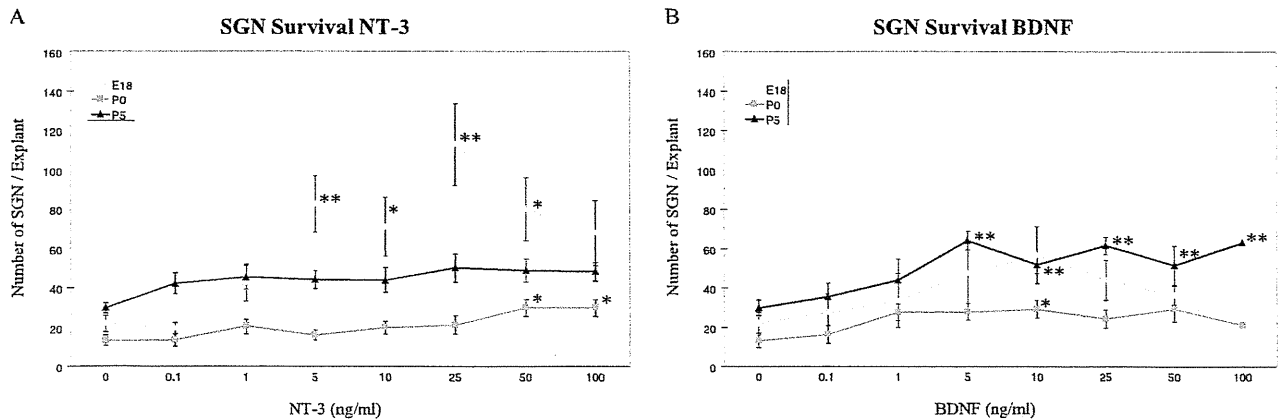 A
SGN Survival NT-3
Number of SGN / Explant
160
140
120
100
80
60
40
20
0
E18
P0
P5
**
*
**
*
*
*
0 0.1 1 5 10 25 50 100
NT-3 (ng/ml)
B
SGN Survival BDNF
Number of SGN / Explant
160
140
120
100
80
60
40
20
0
E18
P0
P5
**
**
**
**
**
*
0 0.1 1 5 10 25 50 100
BDNF (ng/ml)